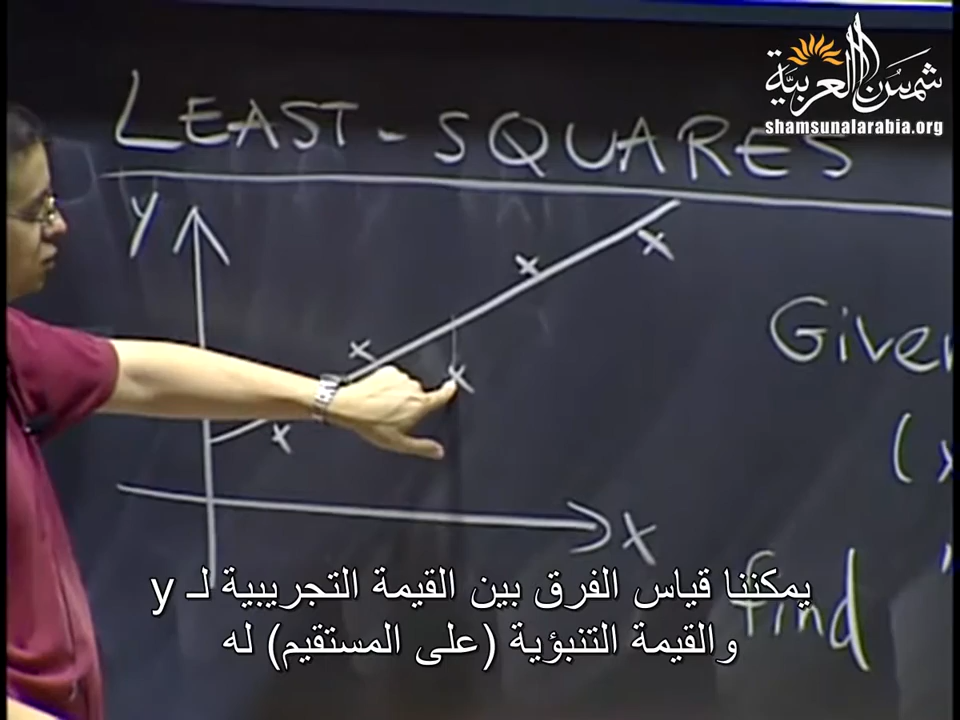 شمس العربية
shamsunalarabia.org
LEAST-SQUARES
y
Given
(x
x
find
يمكننا قياس الفرق بين القيمة التجريبية لـ y
والقيمة التنبؤية (على المستقيم) له